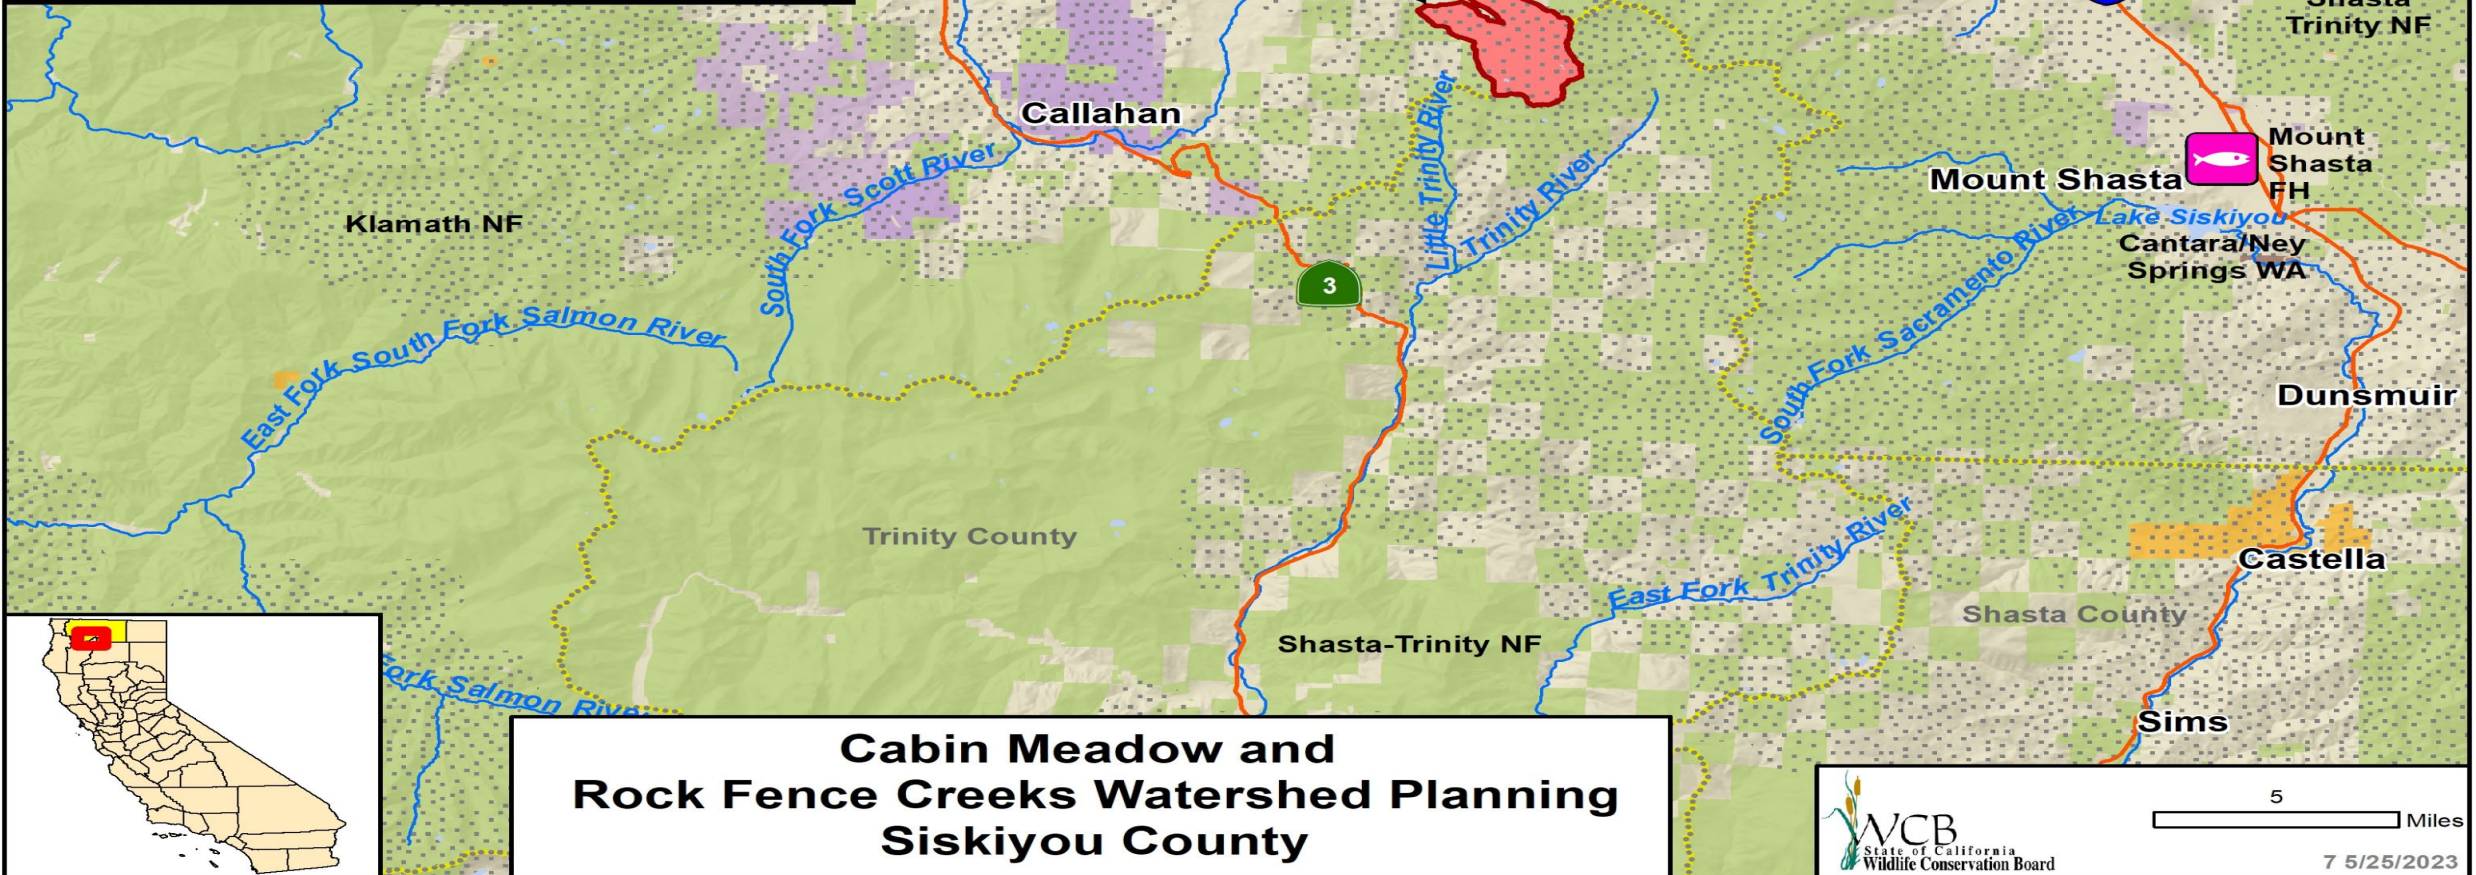 Shasta
Trinity NF
Callahan
Mount
Shasta
FH
Mount Shasta
Klamath NF
South Fork Scott River
Little Trinity River
Trinity River
Lake Siskiyou
Cantara/Ney
Springs WA
South Fork Sacramento River
3
East Fork South Fork Salmon River
Dunsmuir
Trinity County
East Fork Trinity River
Castella
Shasta County
Shasta-Trinity NF
Fork Salmon River
Sims
Cabin Meadow and
Rock Fence Creeks Watershed Planning
Siskiyou County
WCB
State of California
Wildlife Conservation Board
5
Miles
7 5/25/2023